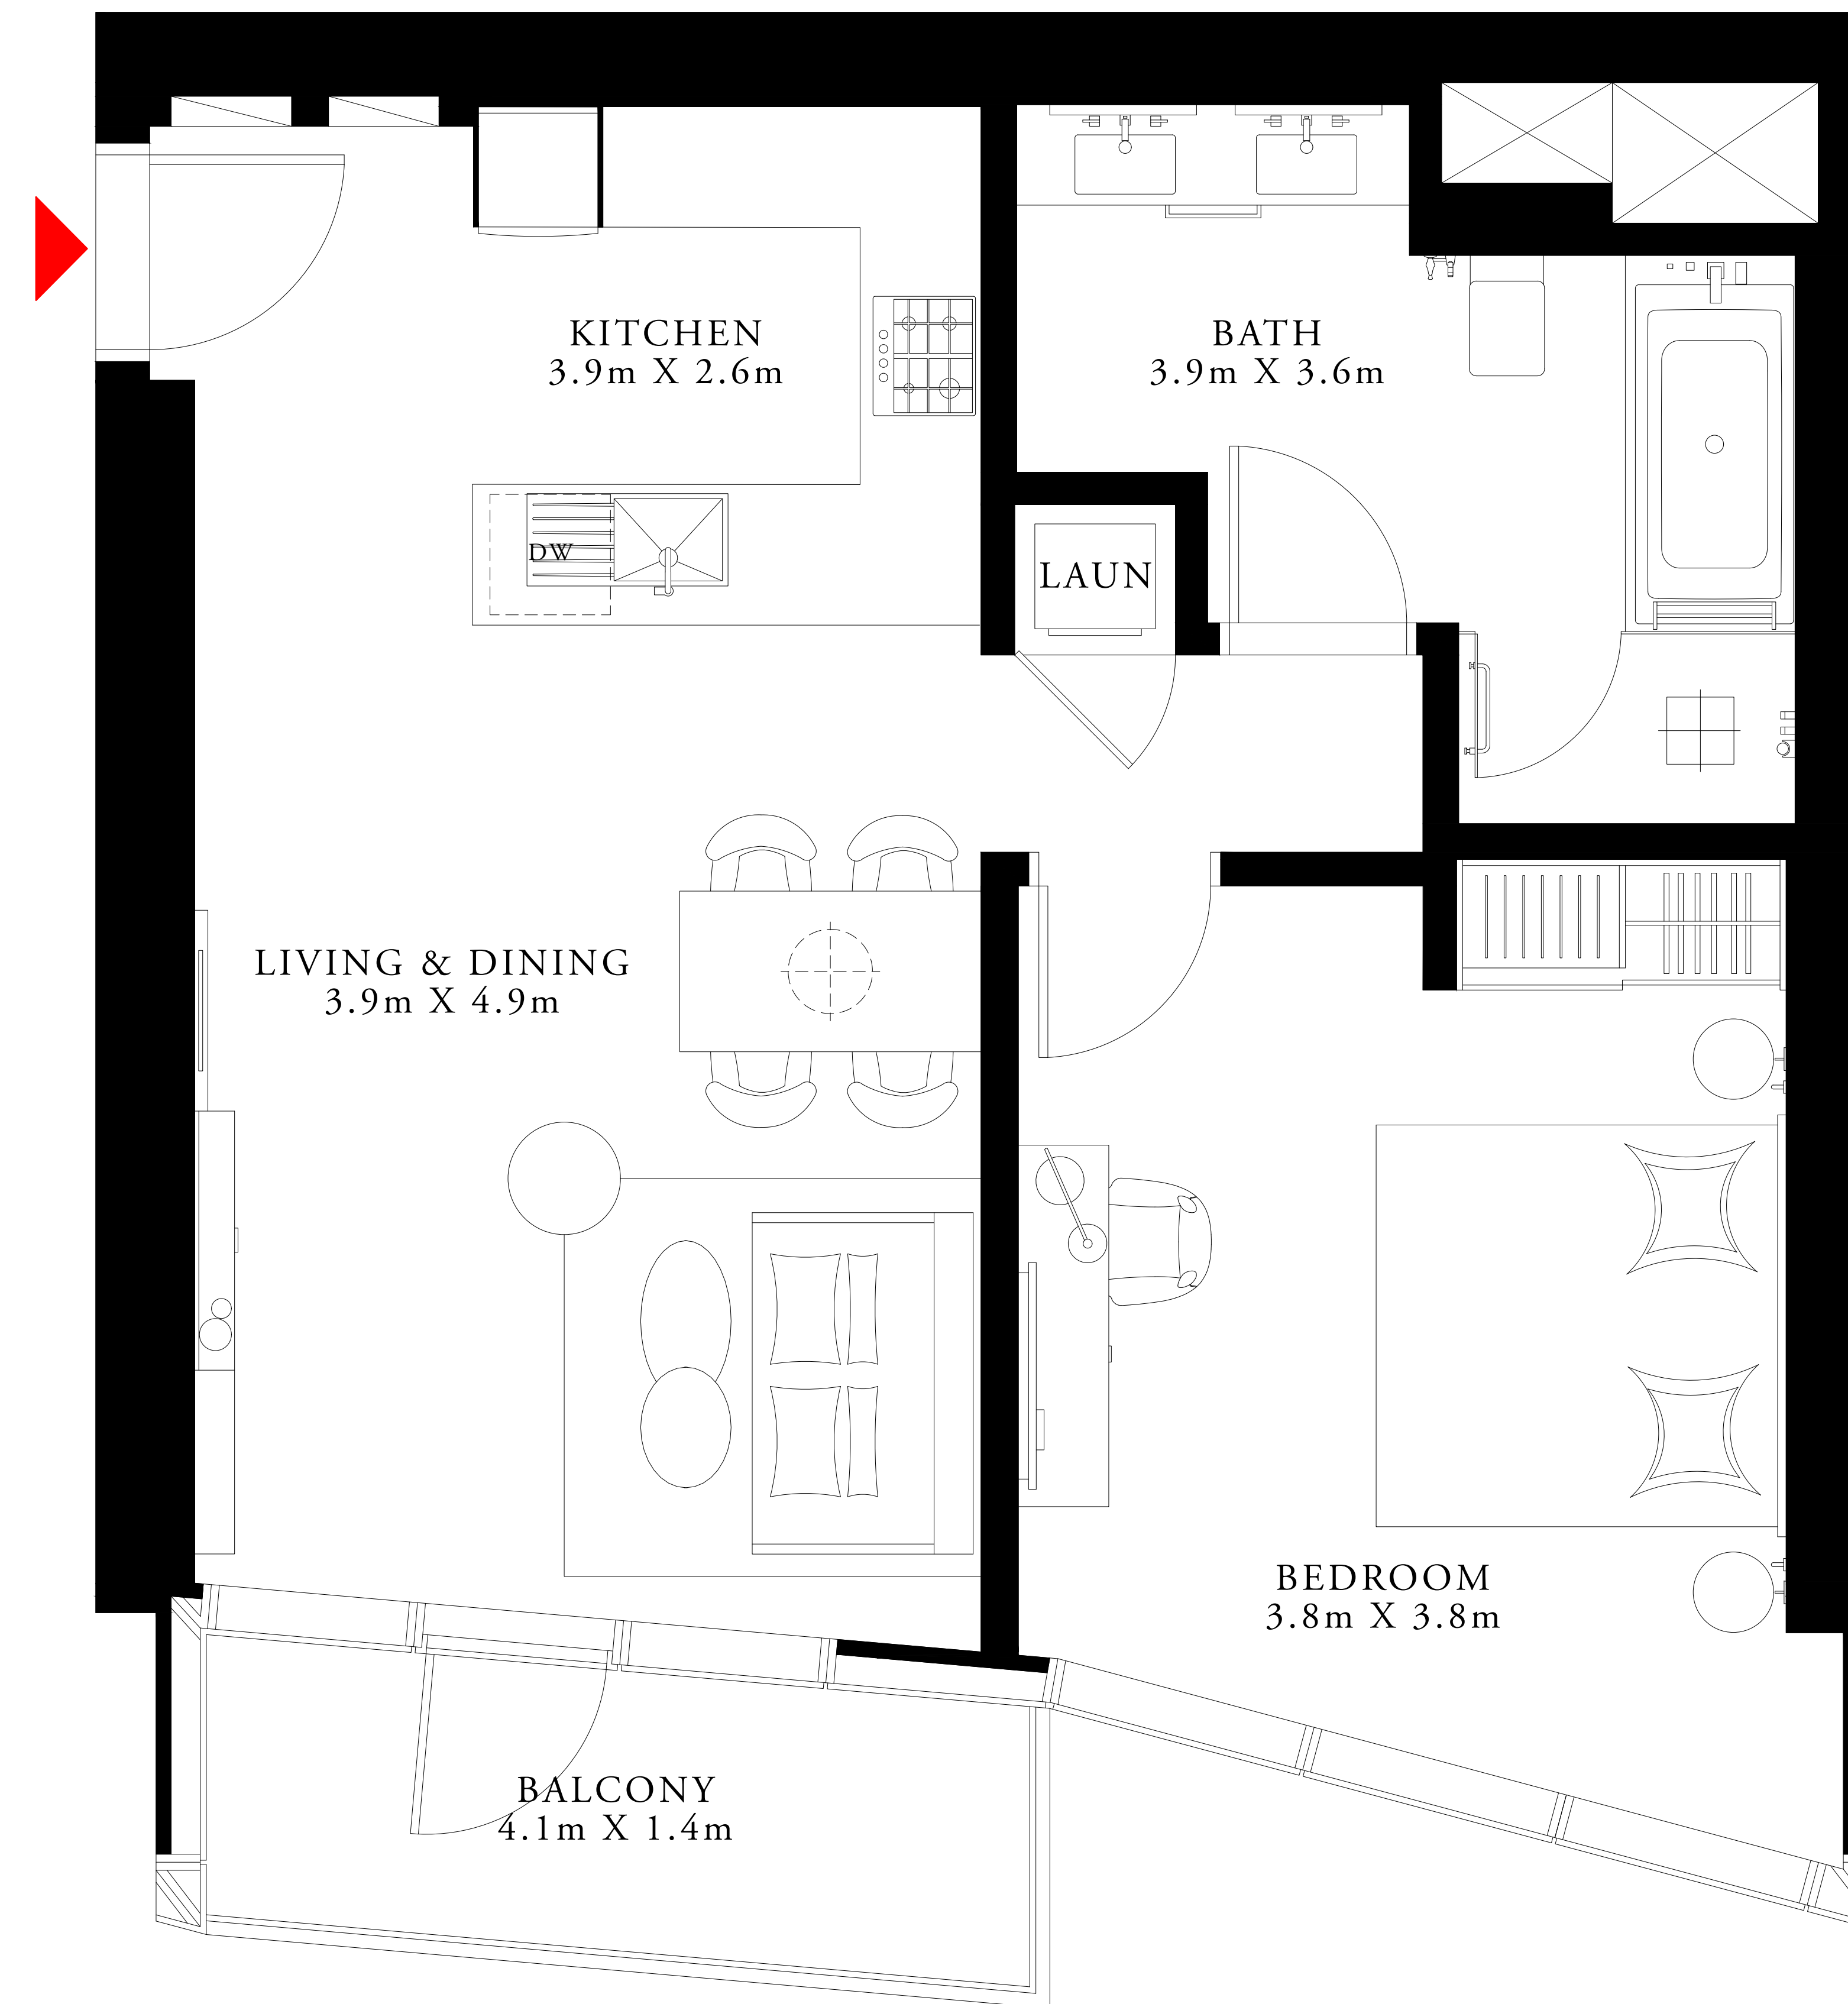 KITCHEN
3.9m X 2.6m
BATH
3.9m X 3.6m
DW
LAUN
LIVING & DINING
3.9m X 4.9m
BEDROOM
3.8m X 3.8m
BALCONY
4.1m X 1.4m